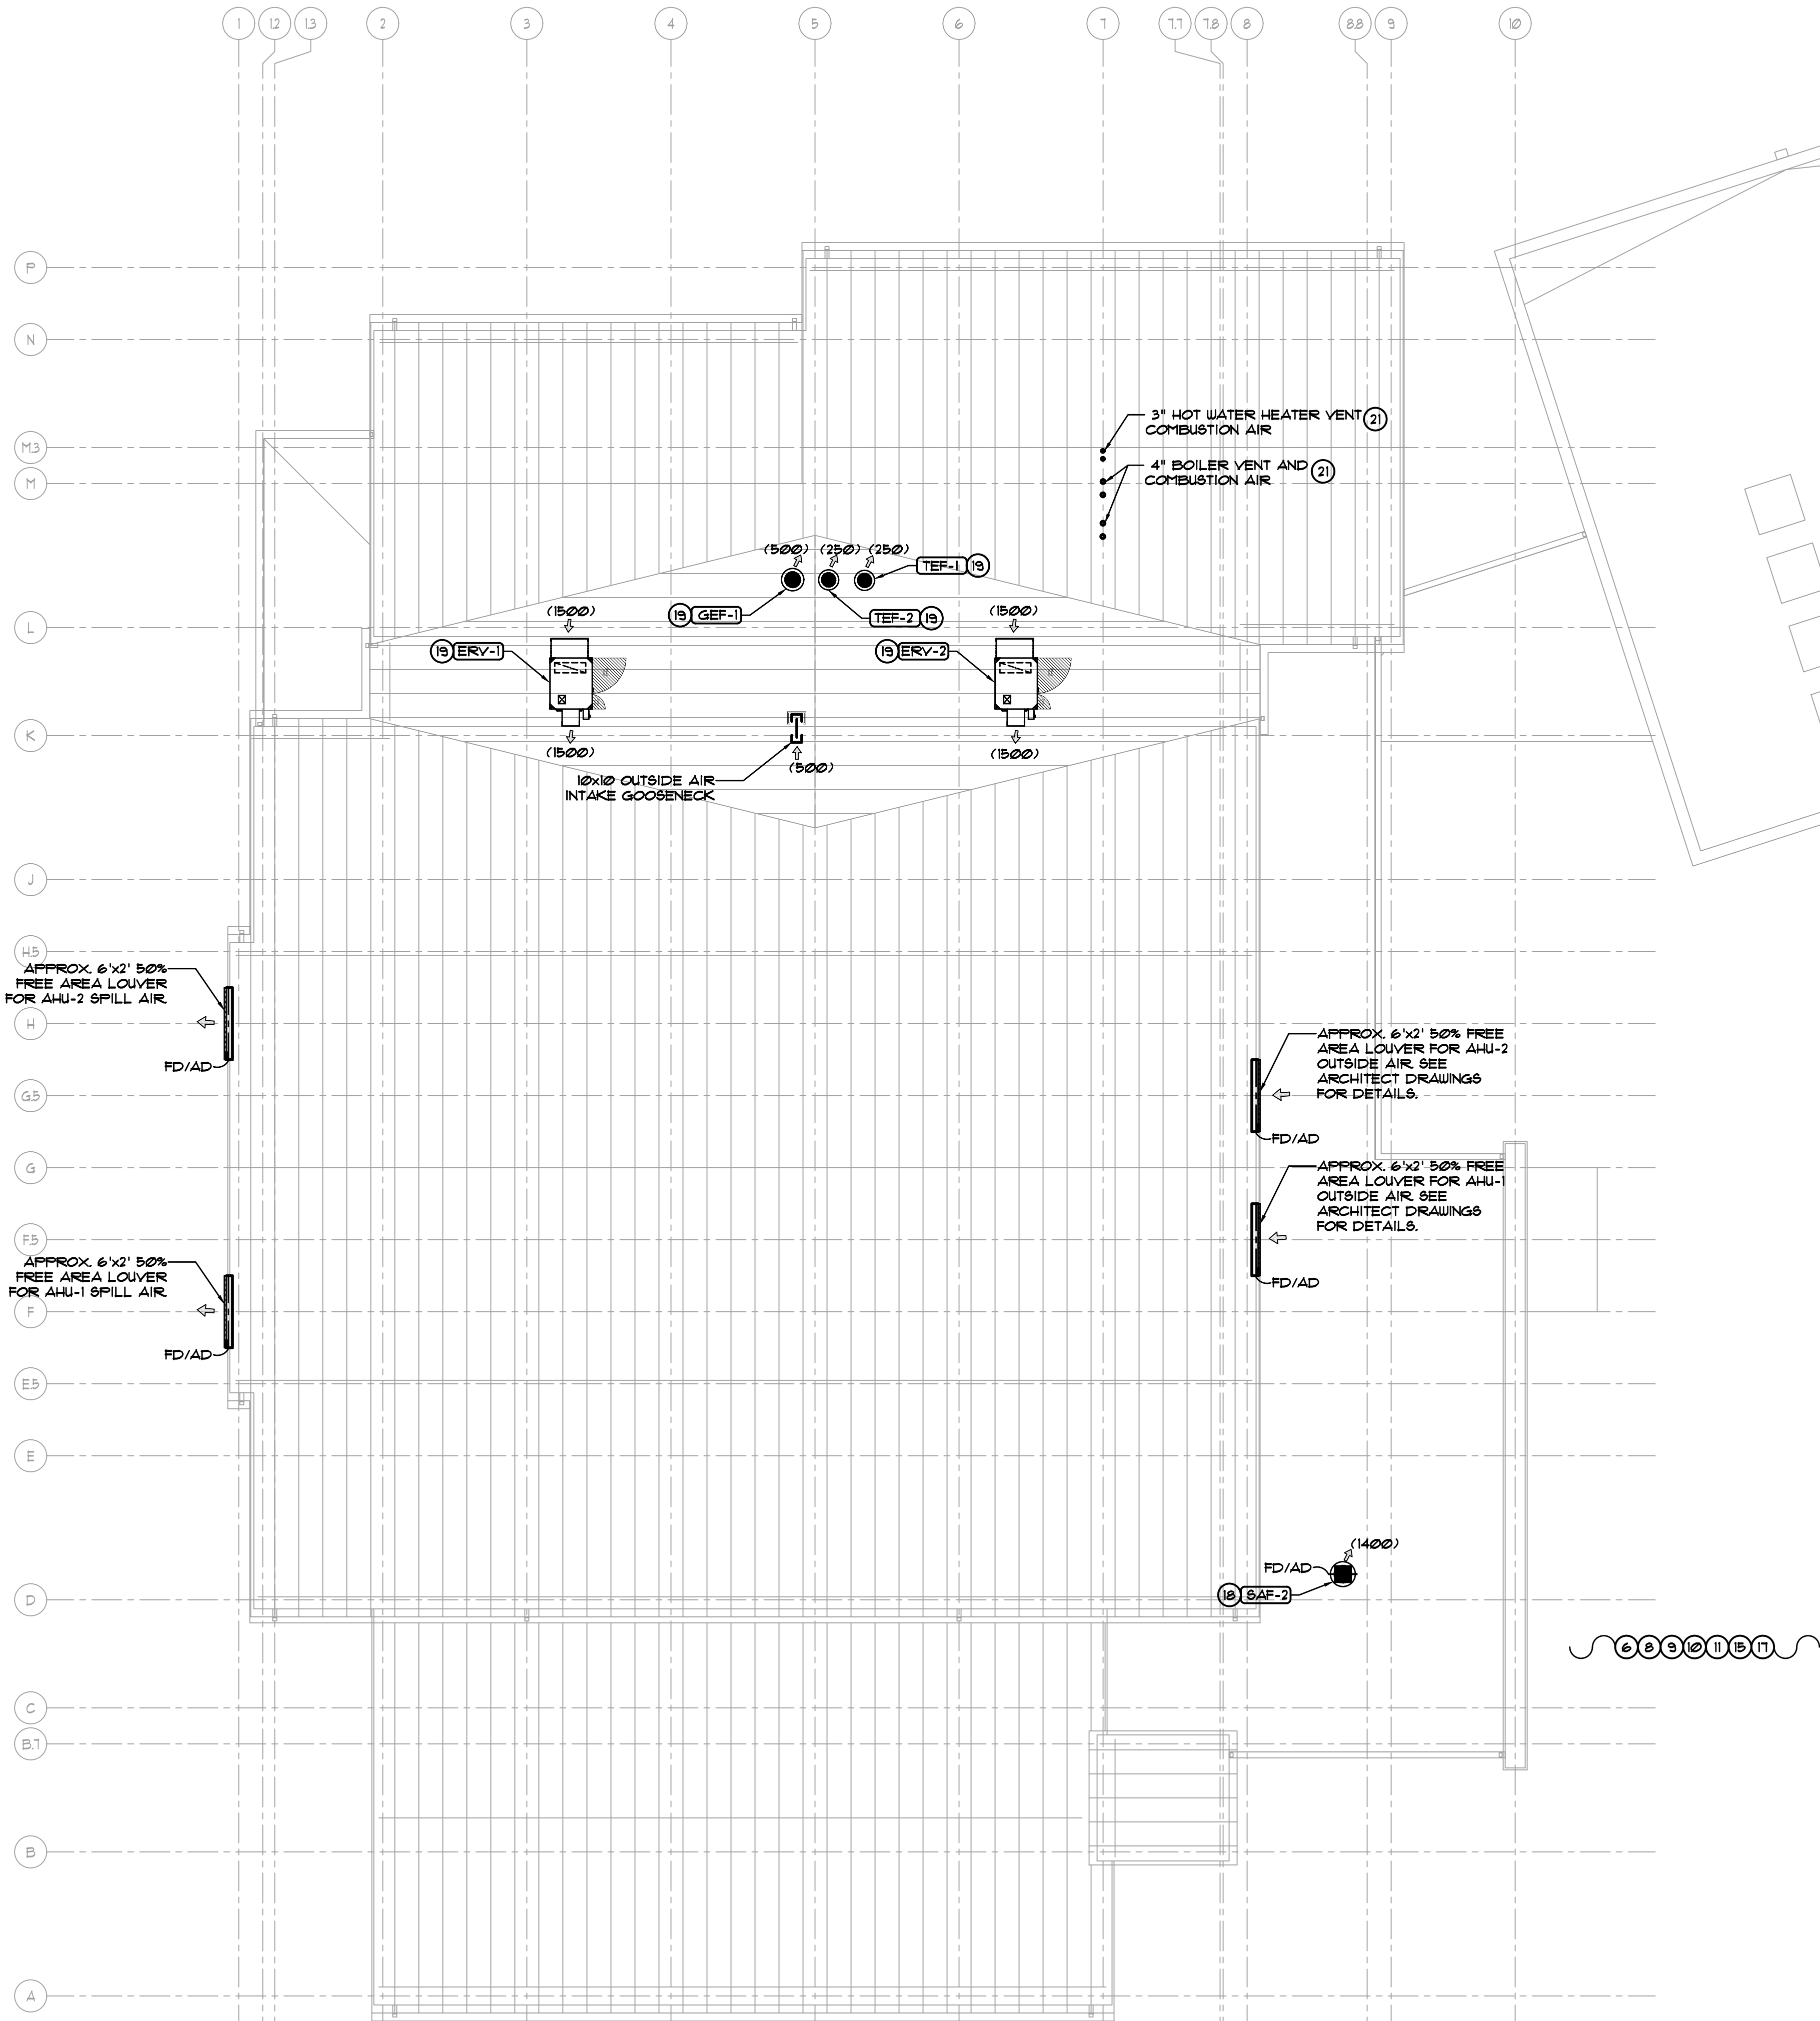 1
1.2
1.3
2
3
4
5
6
7
7.7
7.8
8
8.8
9
10
P
N
M.3
M
L
K
J
H.5
H
G.5
G
F.5
F
E.5
E
D
C
B.7
B
A
3" HOT WATER HEATER VENT 21
COMBUSTION AIR
4" BOILER VENT AND 21
COMBUSTION AIR
(500) (250) (250)
TEF-1 19
19 GEF-1
TEF-2 19
(1500)
(1500)
19 ERV-1
19 ERV-2
(1500)
(1500)
(500)
10x10 OUTSIDE AIR
INTAKE GOOSENECK
APPROX. 6'x2' 50%
FREE AREA LOUVER
FOR AHU-2 SPILL AIR.
FD/AD
APPROX. 6'x2' 50% FREE
AREA LOUVER FOR AHU-2
OUTSIDE AIR. SEE
ARCHITECT DRAWINGS
FOR DETAILS.
FD/AD
APPROX. 6'x2' 50% FREE
AREA LOUVER FOR AHU-1
OUTSIDE AIR. SEE
ARCHITECT DRAWINGS
FOR DETAILS.
FD/AD
APPROX. 6'x2' 50%
FREE AREA LOUVER
FOR AHU-1 SPILL AIR.
FD/AD
(1400)
FD/AD
18 SAF-2
6 8 9 10 11 15 17